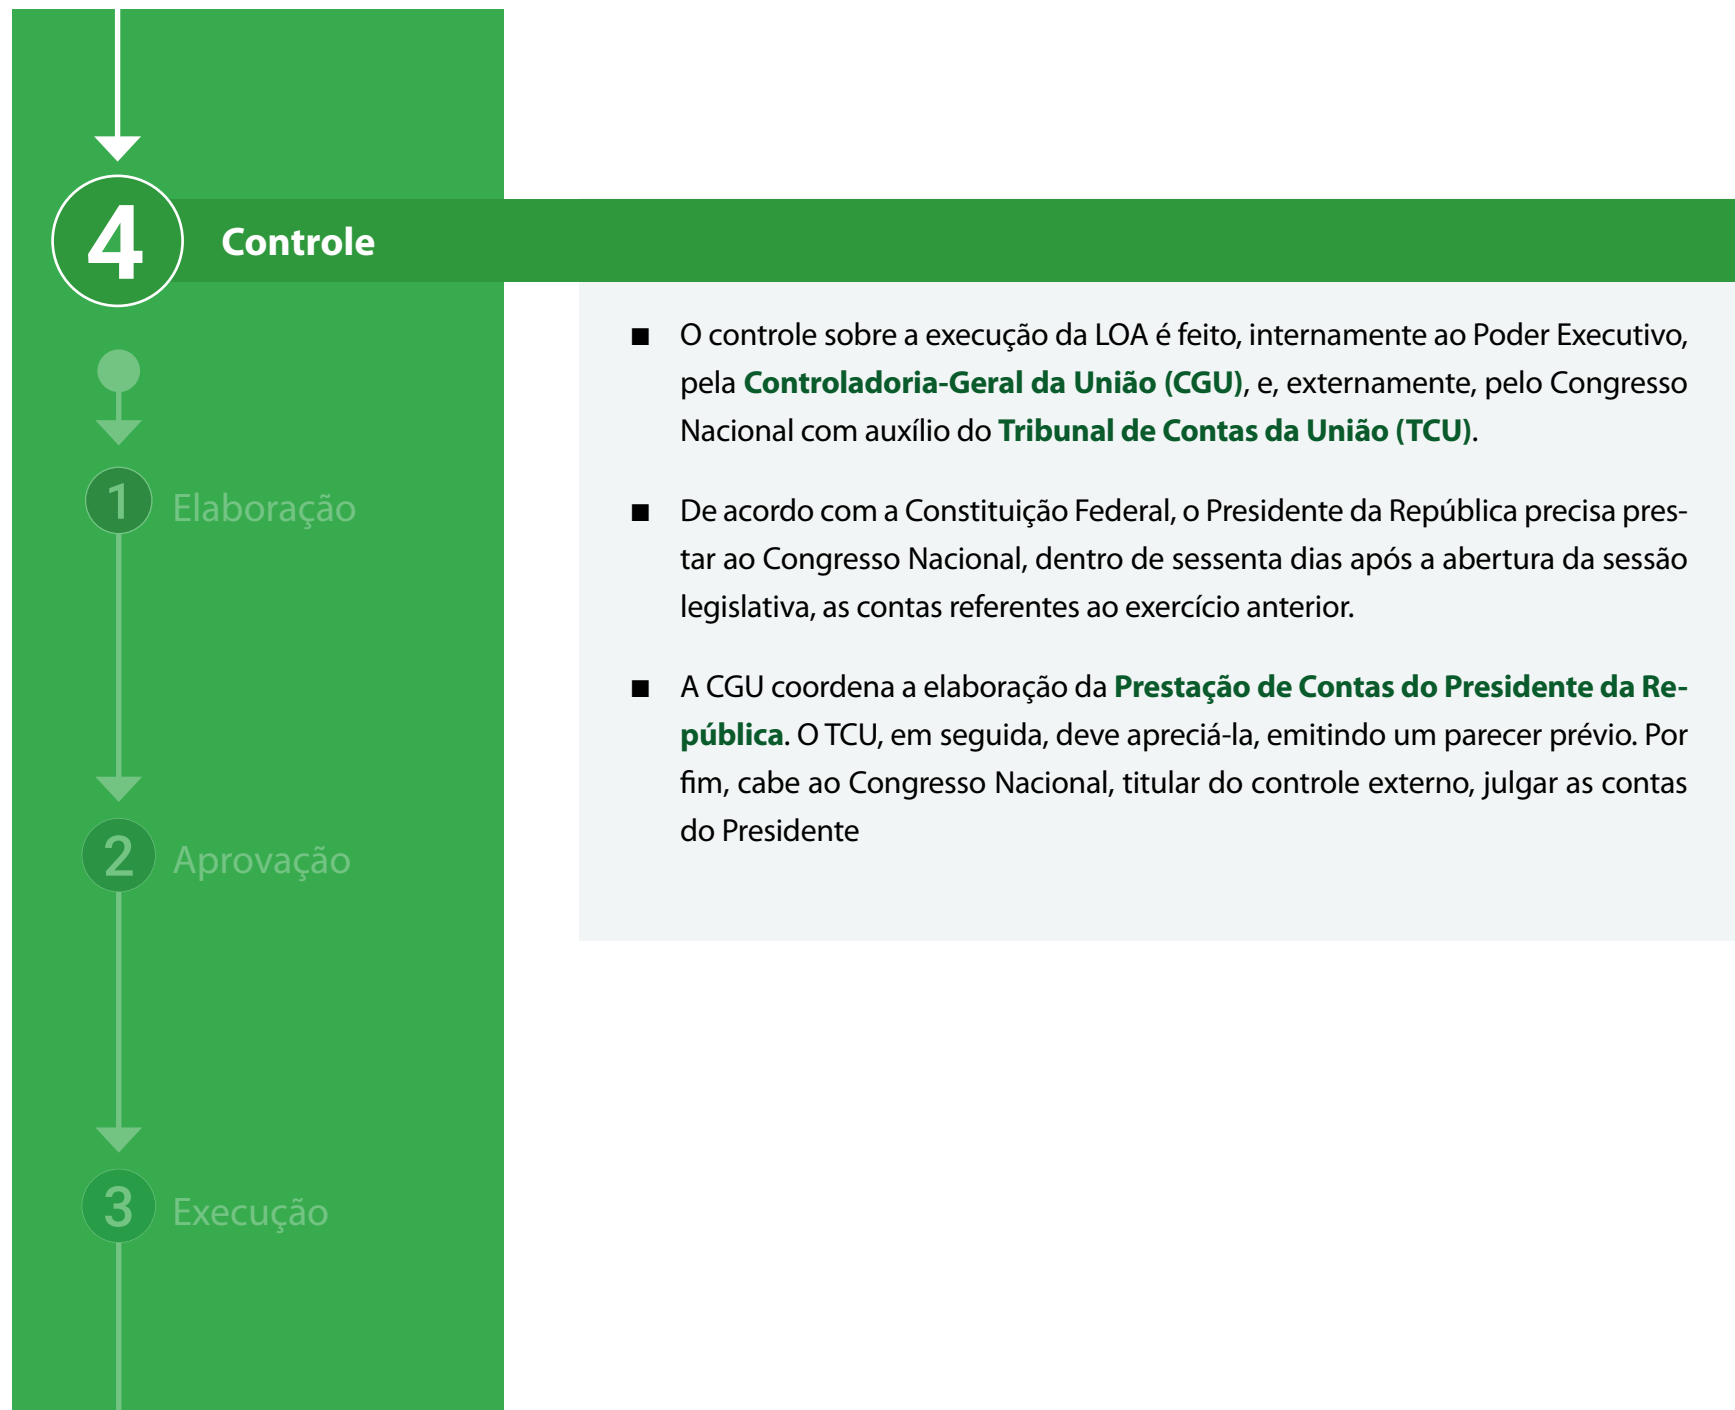 4
Controle
■ O controle sobre a execução da LOA é feito, internamente ao Poder Executivo,
pela Controladoria-Geral da União (CGU), e, externamente, pelo Congresso
Nacional com auxílio do Tribunal de Contas da União (TCU).
■ De acordo com a Constituição Federal, o Presidente da República precisa pres-
tar ao Congresso Nacional, dentro de sessenta dias após a abertura da sessão
legislativa, as contas referentes ao exercício anterior.
■ A CGU coordena a elaboração da Prestação de Contas do Presidente da Re-
pública. O TCU, em seguida, deve apreciá-la, emitindo um parecer prévio. Por
fim, cabe ao Congresso Nacional, titular do controle externo, julgar as contas
do Presidente
1 Elaboração
2 Aprovação
3 Execução